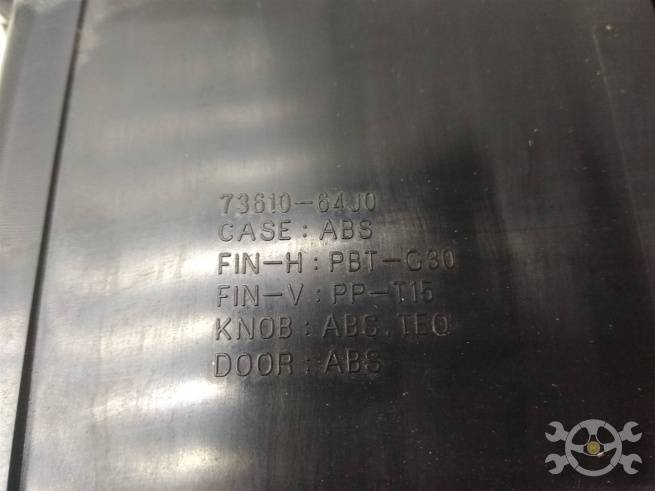 73610-64J0
CASE : ABS
FIN-H : PBT-G30
FIN-V : PP-T15
KNOB : ABS. TEO
DOOR : ABS